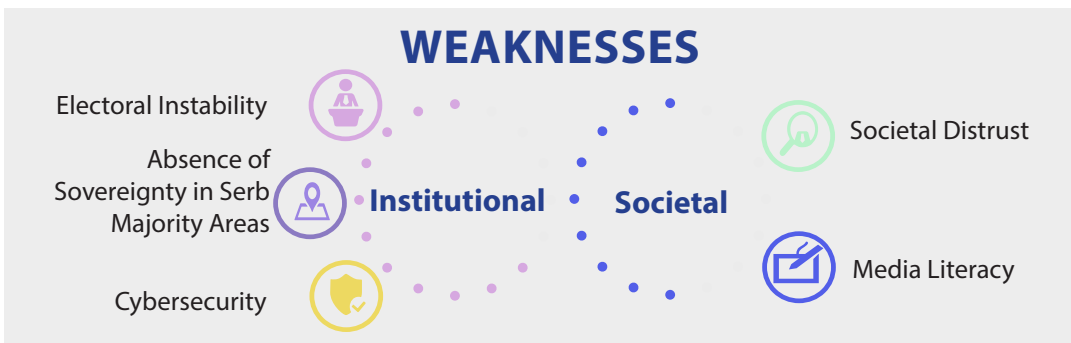 WEAKNESSES
Electoral Instability
Absence of
Sovereignty in Serb
Majority Areas
Cybersecurity
Institutional
Societal
Societal Distrust
Media Literacy